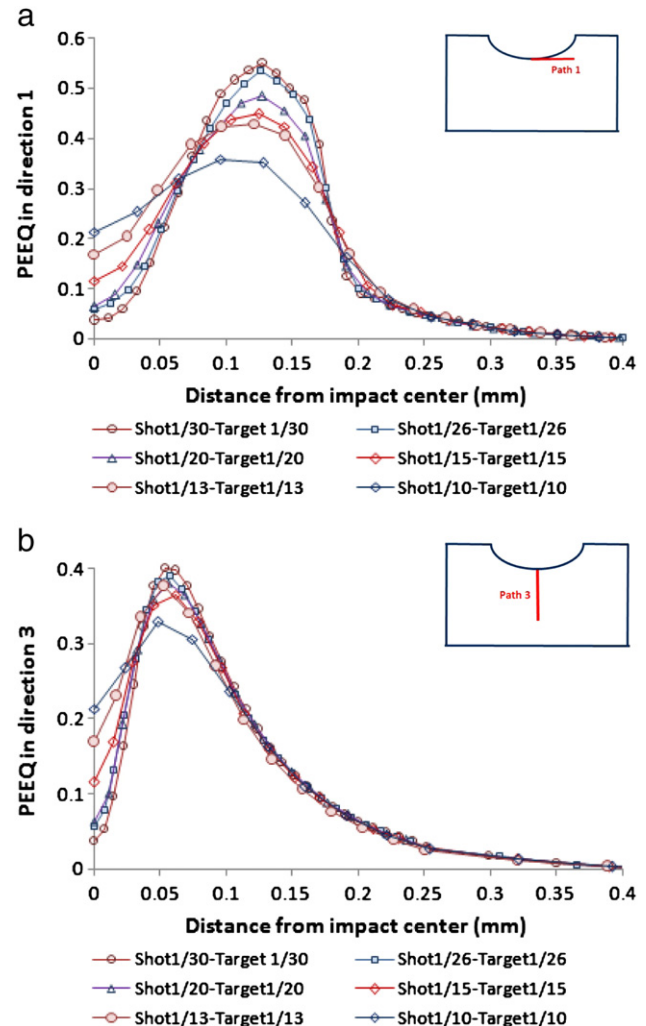 a
PEEQ in direction 1
0.6
0.5
0.4
0.3
0.2
0.1
0
Path 1
0 0.05 0.1 0.15 0.2 0.25 0.3 0.35 0.4
Distance from impact center (mm)
Shot1/30-Target 1/30 Shot1/26-Target1/26
Shot1/20-Target1/20 Shot1/15-Target1/15
Shot1/13-Target1/13 Shot1/10-Target1/10
b
PEEQ in direction 3
0.4
0.3
0.2
0.1
0
Path 3
0 0.05 0.1 0.15 0.2 0.25 0.3 0.35 0.4
Distance from impact center (mm)
Shot1/30-Target 1/30 Shot1/26-Target1/26
Shot1/20-Target1/20 Shot1/15-Target1/15
Shot1/13-Target1/13 Shot1/10-Target1/10